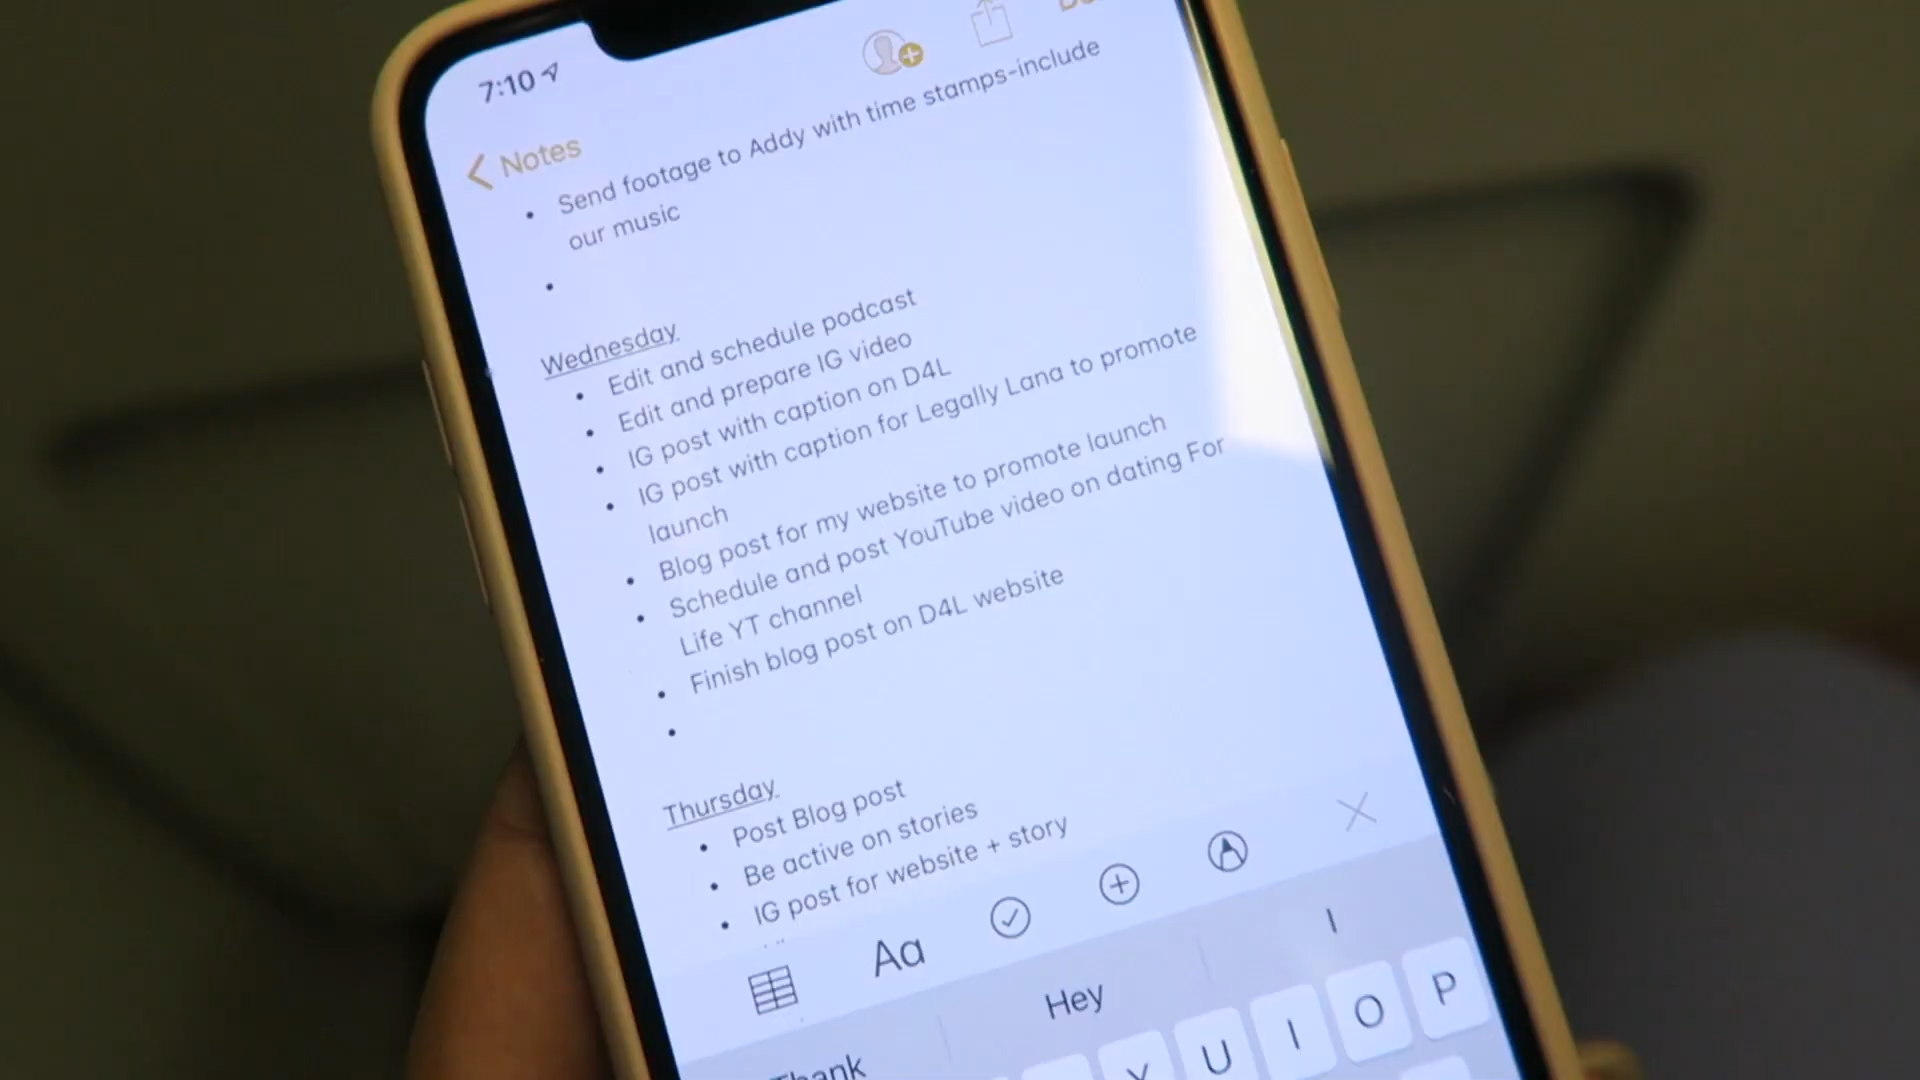 7:10
Notes
• Send footage to Addy with time stamps-include
our music
•
Wednesday
• Edit and schedule podcast
• Edit and prepare IG video
• IG post with caption on D4L
• IG post with caption for Legally Lana to promote
launch
• Blog post for my website to promote launch
• Schedule and post YouTube video on dating For
Life YT channel
• Finish blog post on D4L website
•
Thursday
• Post Blog post
• Be active on stories
• IG post for website + story
Aa
Hey
I
U I O P